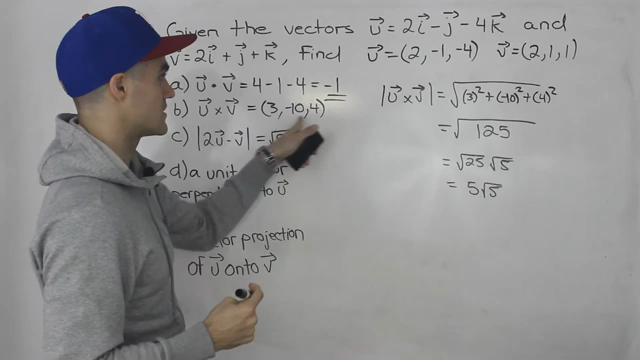 Given the vectors u⃗ = 2i⃗ - j⃗ - 4k⃗ and
v⃗ = 2i⃗ + j⃗ + k⃗, Find u⃗ = (2, -1, -4) v⃗ = (2, 1, 1)
a) u⃗ • v⃗ = 4 - 1 - 4 = -1
b) u⃗ × v⃗ = (3, -10, 4)
c) |2u⃗ - v⃗| = √
d) a unit
to u⃗
projection
of u⃗ onto v⃗
|u⃗ × v⃗| = √(3)² + (-10)² + (4)²
= √125
= √25 √5
= 5√5